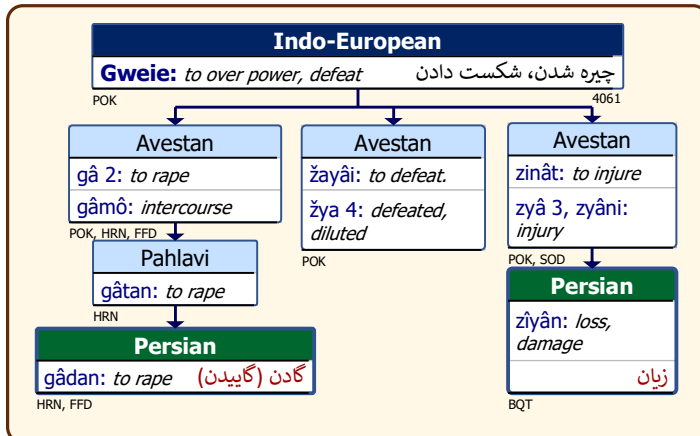 Indo-European
Gweie: to over power, defeat چیره شدن، شکست دادن
POK 4061
Avestan
gâ 2: to rape
gâmô: intercourse
POK, HRN, FFD
Avestan
žayâi: to defeat.
žya 4: defeated,
diluted
POK
Avestan
zinât: to injure
zyâ 3, zyâni:
injury
POK, SOD
Pahlavi
gâtan: to rape
HRN
Persian
gâdan: to rape گادن (گاییدن)
HRN, FFD
Persian
zîyân: loss,
damage
زیان
BQT